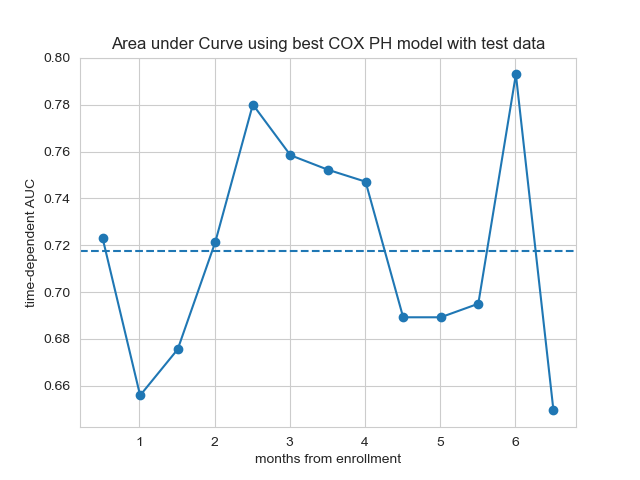 Area under Curve using best COX PH model with test data
time-dependent AUC
0.80
0.78
0.76
0.74
0.72
0.70
0.68
0.66
1 2 3 4 5 6
months from enrollment